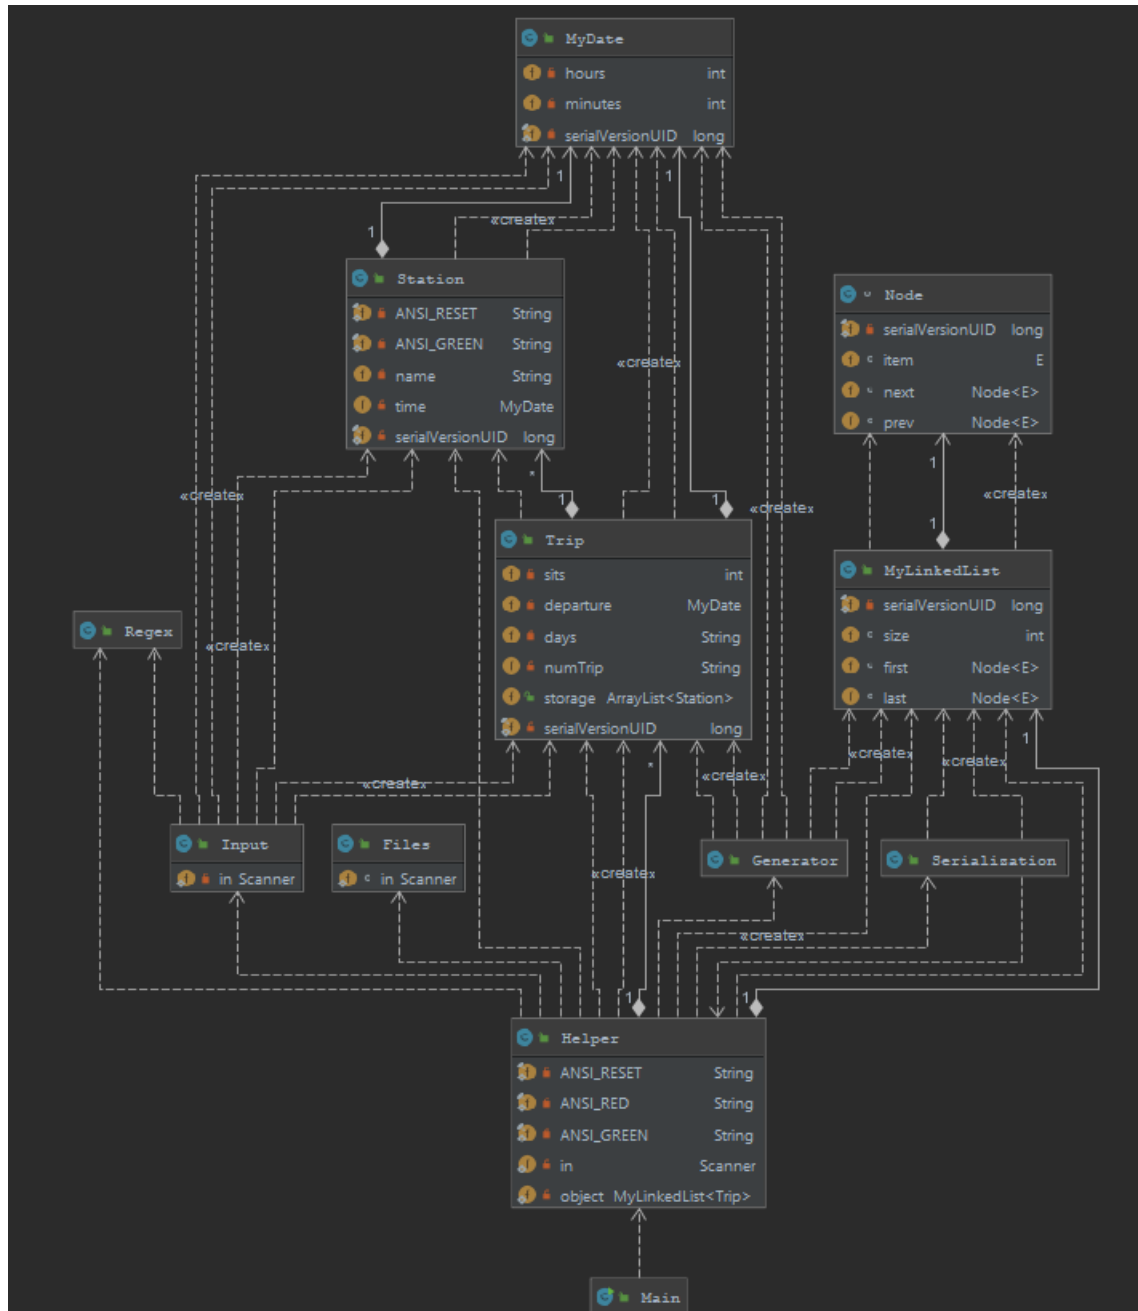 MyDate
hours int
minutes int
serialVersionUID long
1 1
«create»
1
Station
ANSI_RESET String
ANSI_GREEN String
name String
time MyDate
serialVersionUID long
Node
serialVersionUID long
item E
next Node<E>
prev Node<E>
«create»
*
1
1
1
1
«create»
«create»
«create»
Trip
sits int
departure MyDate
days String
numTrip String
storage ArrayList<Station>
serialVersionUID long
MyLinkedList
serialVersionUID long
size int
first Node<E>
last Node<E>
Regex
«create»
*
1
«create»
«create»
«create»
«create»
Input
in Scanner
Files
in Scanner
Generator
Serialization
«create»
«create»
1
1
Helper
ANSI_RESET String
ANSI_RED String
ANSI_GREEN String
in Scanner
object MyLinkedList<Trip>
Main